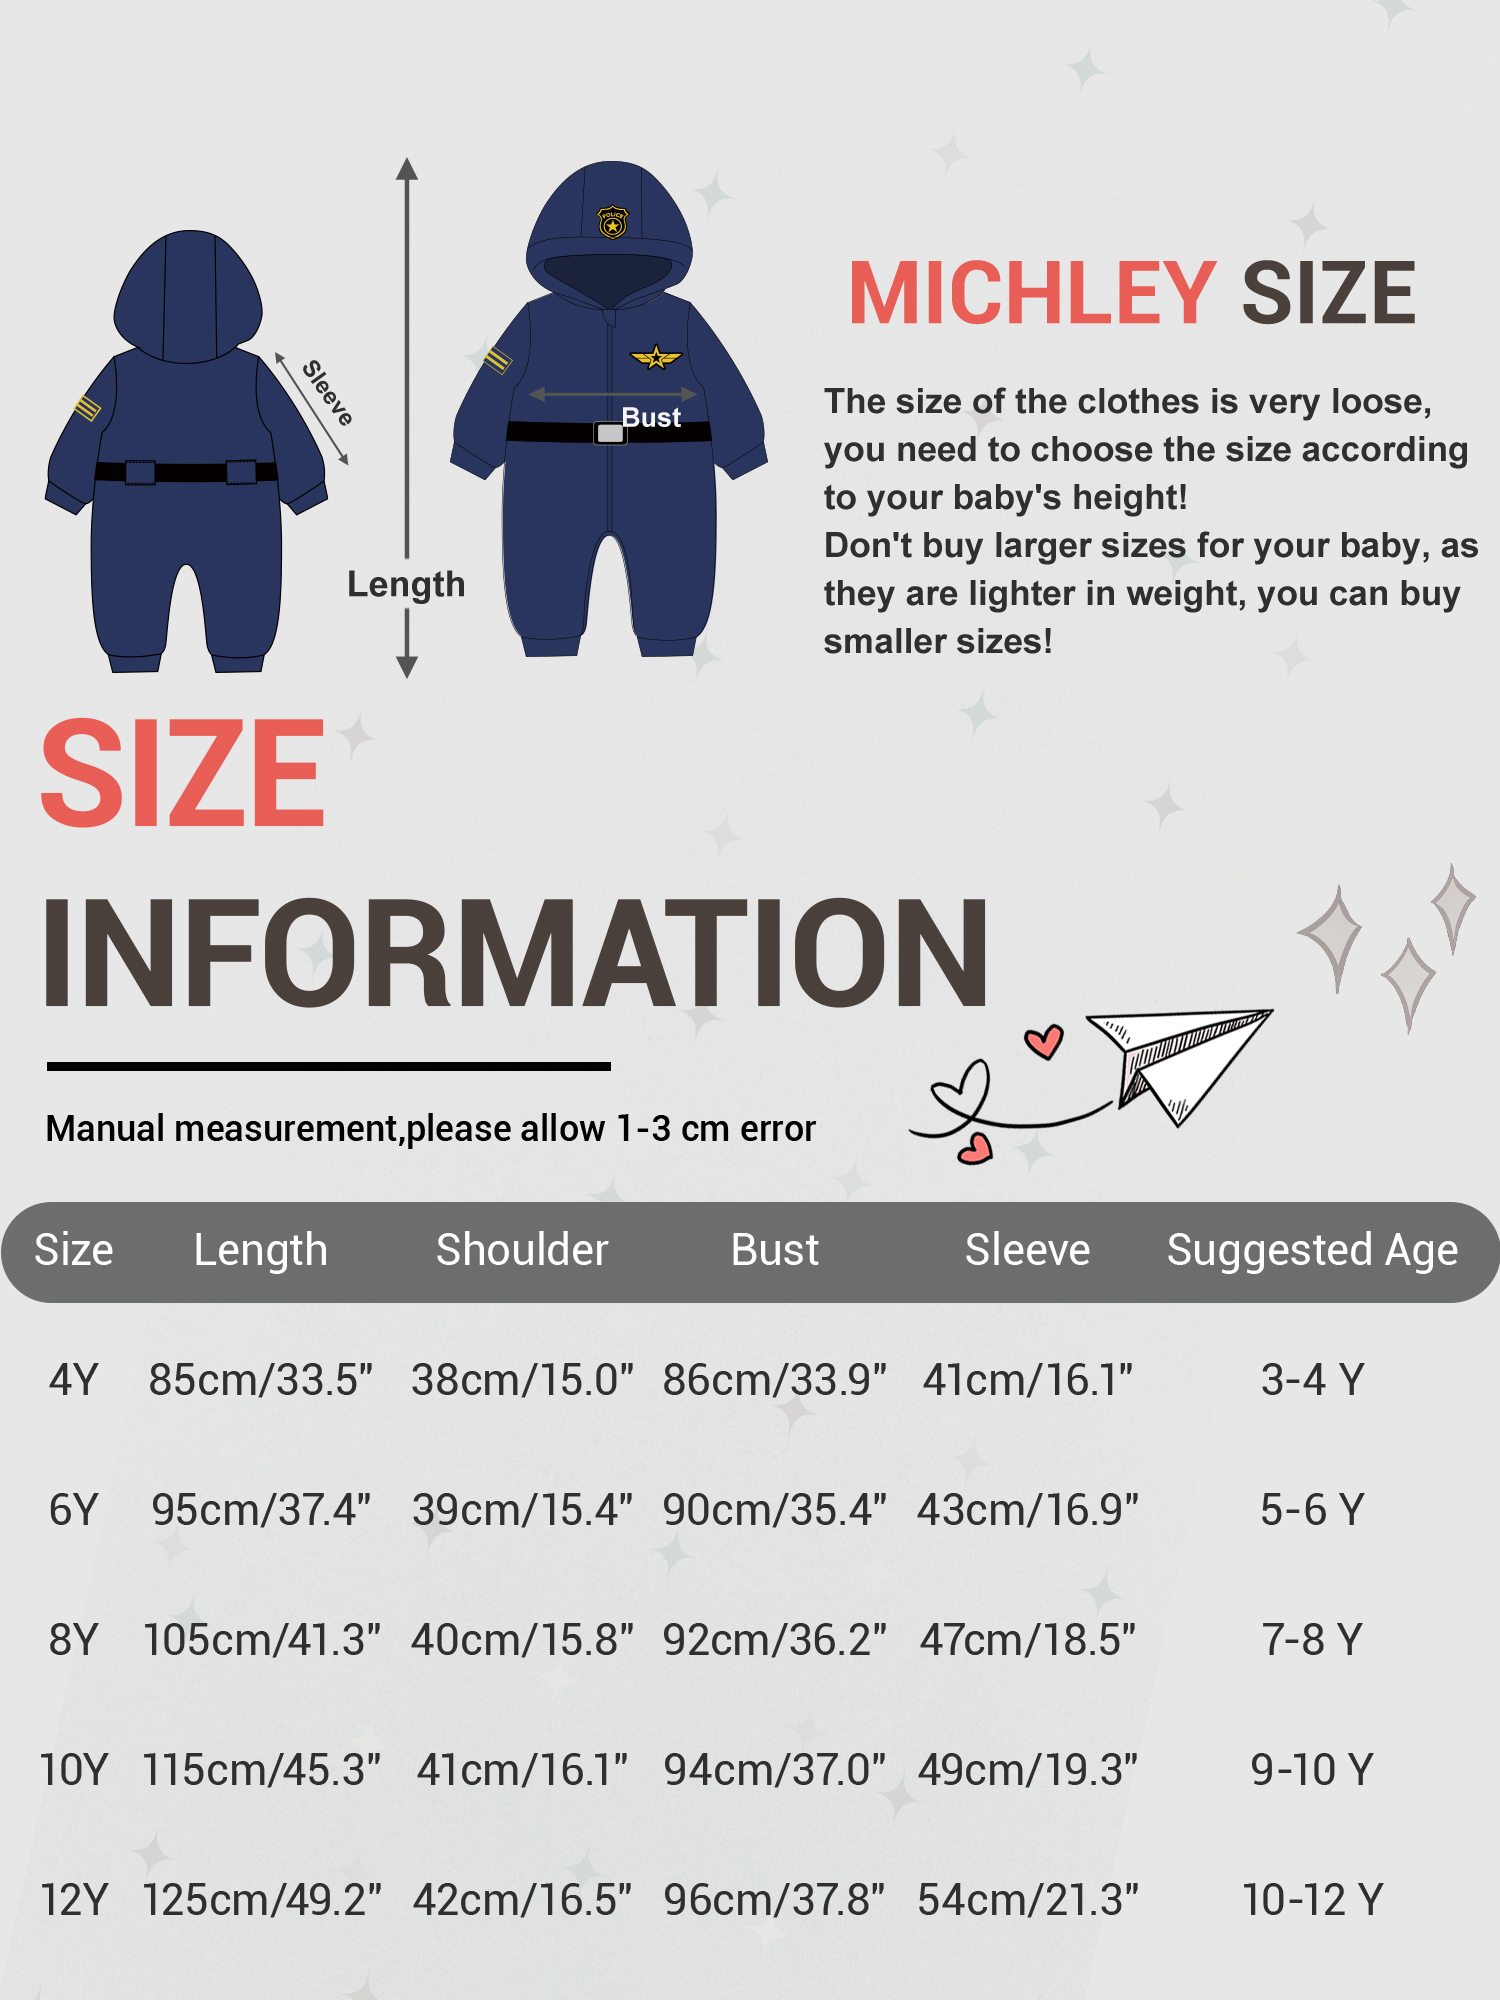 POLICE
Sleeve
Bust
Length
MICHLEY SIZE
The size of the clothes is very loose,
you need to choose the size according
to your baby's height!
Don't buy larger sizes for your baby, as
they are lighter in weight, you can buy
smaller sizes!
SIZE
INFORMATION
Manual measurement,please allow 1-3 cm error
Size Length Shoulder Bust Sleeve Suggested Age
4Y 85cm/33.5" 38cm/15.0" 86cm/33.9" 41cm/16.1" 3-4 Y
6Y 95cm/37.4" 39cm/15.4" 90cm/35.4" 43cm/16.9" 5-6 Y
8Y 105cm/41.3" 40cm/15.8" 92cm/36.2" 47cm/18.5" 7-8 Y
10Y 115cm/45.3" 41cm/16.1" 94cm/37.0" 49cm/19.3" 9-10 Y
12Y 125cm/49.2" 42cm/16.5" 96cm/37.8" 54cm/21.3" 10-12 Y